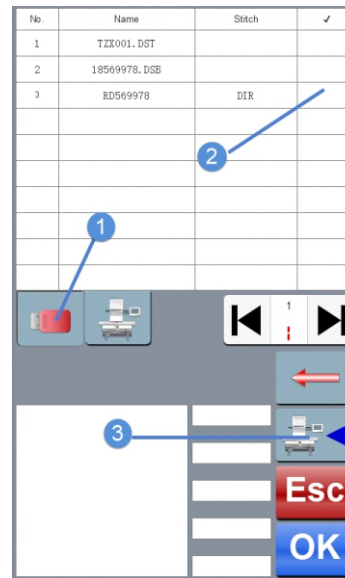 No. Name Stitch ✓
1 TZX001.DST
2 18569978.DSB
3 RD569978 DIR
2
1
1
3
Esc
OK